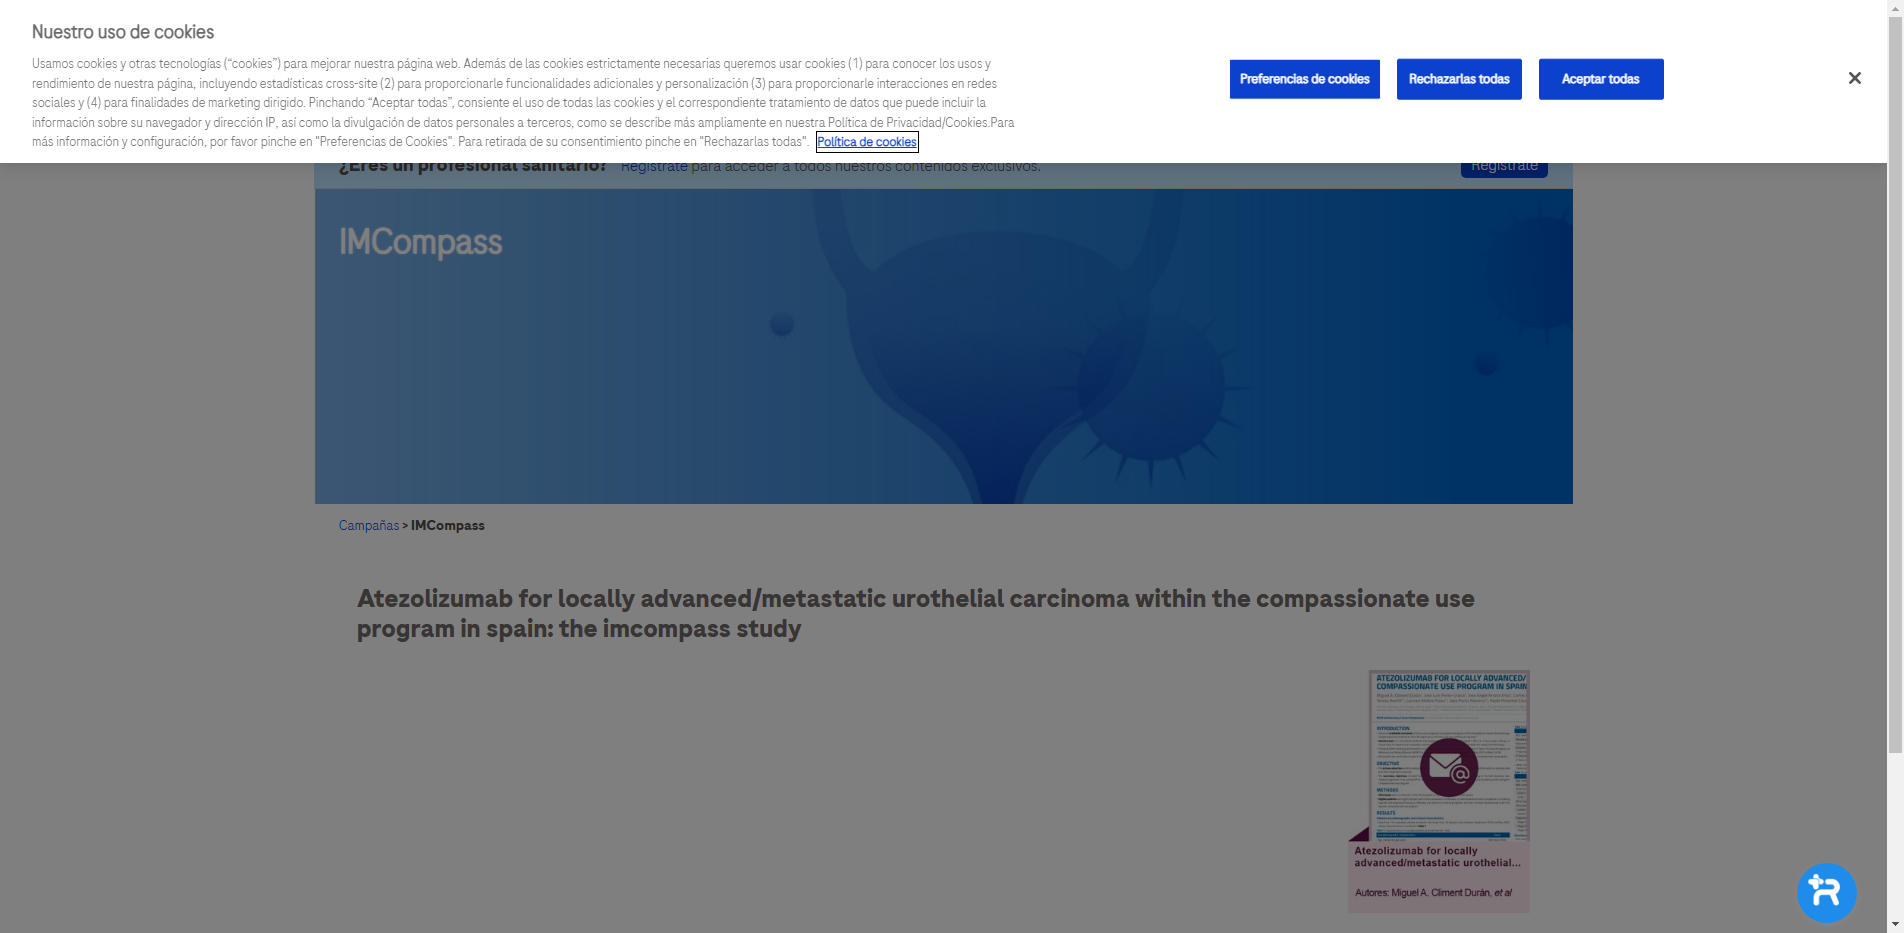 Nuestro uso de cookies
Usamos cookies y otras tecnologías (“cookies”) para mejorar nuestra página web. Además de las cookies estrictamente necesarias queremos usar cookies (1) para conocer los usos y
rendimiento de nuestra página, incluyendo estadísticas cross-site (2) para proporcionarle funcionalidades adicionales y personalización (3) para proporcionarle interacciones en redes
sociales y (4) para finalidades de marketing dirigido. Pinchando “Aceptar todas”, consiente el uso de todas las cookies y el correspondiente tratamiento de datos que puede incluir la
información sobre su navegador y dirección IP, así como la divulgación de datos personales a terceros, como se describe más ampliamente en nuestra Política de Privacidad/Cookies.Para
más información y configuración, por favor pinche en "Preferencias de Cookies". Para retirada de su consentimiento pinche en "Rechazarlas todas". Política de cookies
Preferencias de cookies
Rechazarlas todas
Aceptar todas
¿Eres un profesional sanitario? Regístrate para acceder a todos nuestros contenidos exclusivos.
Regístrate
IMCompass
Campañas > IMCompass
Atezolizumab for locally advanced/metastatic urothelial carcinoma within the compassionate use
program in spain: the imcompass study
ATEZOLIZUMAB FOR LOCALLY ADVANCED/
COMPASSIONATE USE PROGRAM IN SPAIN
INTRODUCTION
OBJECTIVE
METHODS
RESULTS
Atezolizumab for locally
advanced/metastatic urothelial...
Autores: Miguel A. Climent Durán, et al